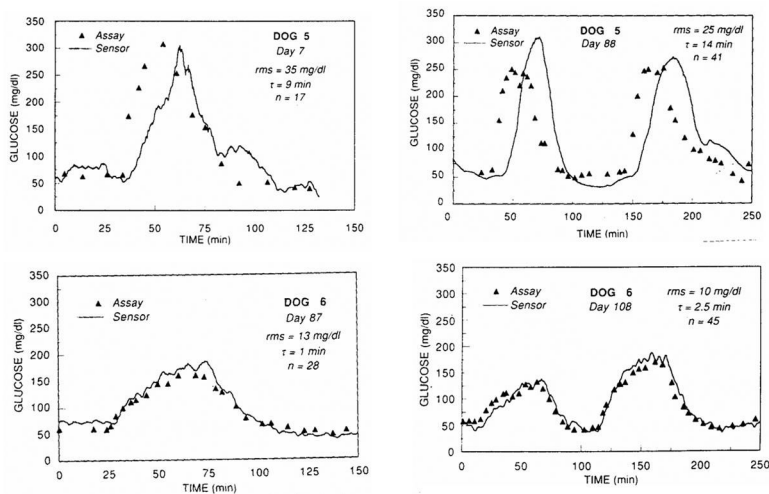 350
300
250
200
150
100
50
0
GLUCOSE (mg/dl)
▲ Assay
— Sensor
DOG 5
Day 7
rms = 35 mg/dl
τ = 9 min
n = 17
0 25 50 75 100 125 150
TIME (min)
350
300
250
200
150
100
50
0
GLUCOSE (mg/dl)
▲ Assay
— Sensor
DOG 5
Day 88
rms = 25 mg/dl
τ = 14 min
n = 41
0 50 100 150 200 250
TIME (min)
350
300
250
200
150
100
50
0
GLUCOSE (mg/dl)
▲ Assay
— Sensor
DOG 6
Day 87
rms = 13 mg/dl
τ = 1 min
n = 28
0 25 50 75 100 125 150
TIME (min)
350
300
250
200
150
100
50
0
GLUCOSE (mg/dl)
▲ Assay
— Sensor
DOG 6
Day 108
rms = 10 mg/dl
τ = 2.5 min
n = 45
0 50 100 150 200 250
TIME (min)